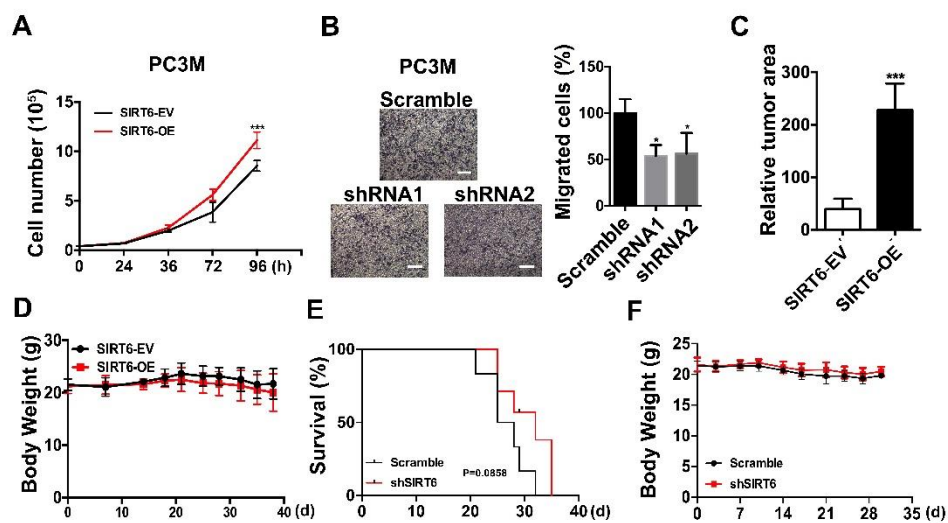 A
PC3M
Cell number (10⁵)
15
10
5
0
SIRT6-EV
SIRT6-OE
***
0 24 36 72 96 (h)
B
PC3M
Scramble
shRNA1 shRNA2
Migrated cells (%)
150
100
50
0
* *
Scramble
shRNA1
shRNA2
C
Relative tumor area
300
200
100
0
***
SIRT6-EV
SIRT6-OE
D
Body Weight (g)
30
20
10
0
SIRT6-EV
SIRT6-OE
0 10 20 30 40 (d)
E
Survival (%)
100
50
0
Scramble
shSIRT6
P=0.0858
0 10 20 30 40 (d)
F
Body Weight (g)
25
20
15
10
5
0
Scramble
shSIRT6
0 7 14 21 28 35 (d)